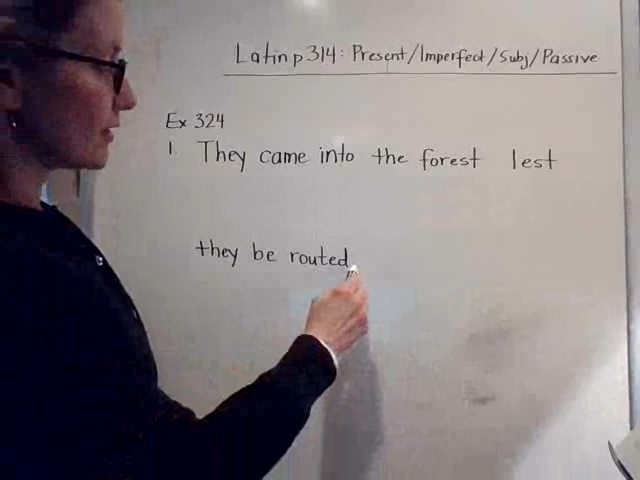 Latin p314: Present/Imperfect/Subj/Passive
Ex 324
1. They came into the forest lest
they be routed